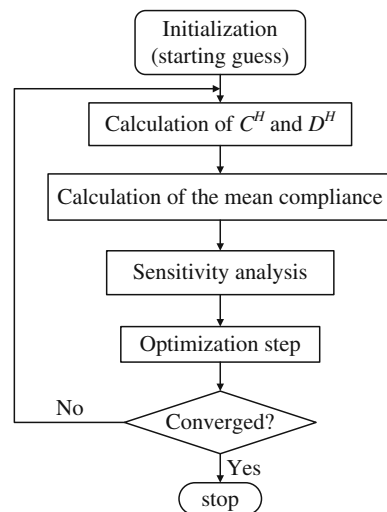 Initialization
(starting guess)
Calculation of C^H and D^H
Calculation of the mean compliance
Sensitivity analysis
Optimization step
Converged?
No
Yes
stop